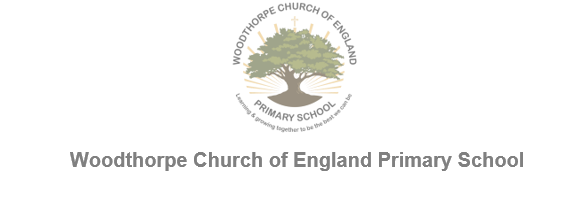 WOODTHORPE CHURCH OF ENGLAND
PRIMARY SCHOOL
Learning & growing together to be the best we can be
Woodthorpe Church of England Primary School